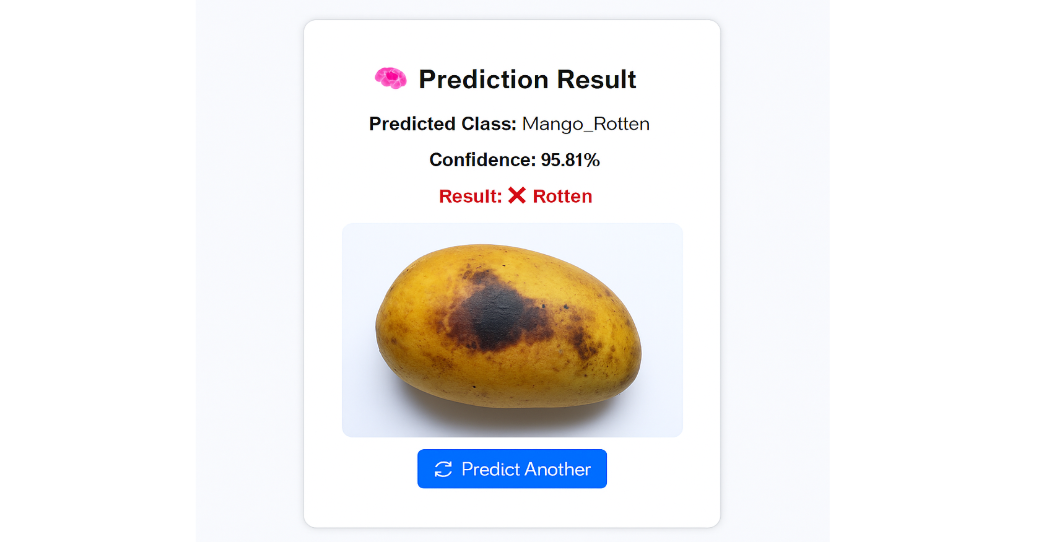 Prediction Result
Predicted Class: Mango_Rotten
Confidence: 95.81%
Result: ❌ Rotten
Predict Another